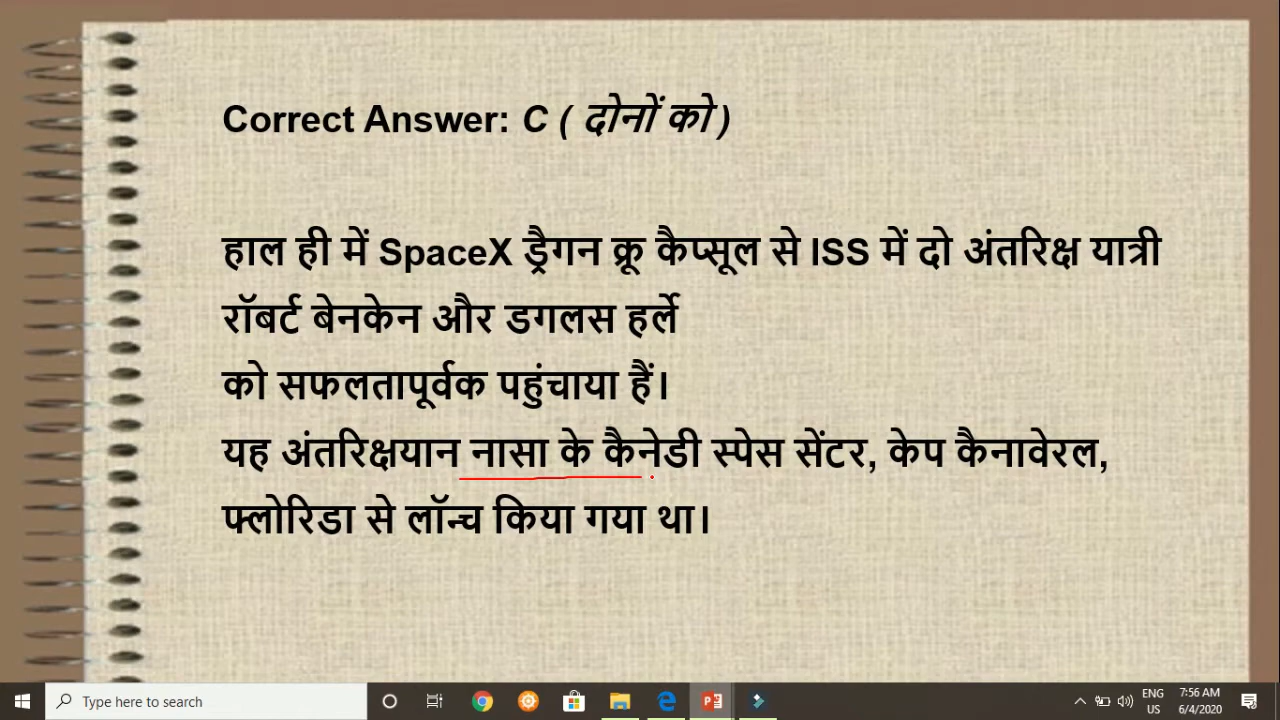 Correct Answer: C ( दोनों को )
हाल ही में SpaceX ड्रैगन क्रू कैप्सूल से ISS में दो अंतरिक्ष यात्री
रॉबर्ट बेनकेन और डगलस हर्ले
को सफलतापूर्वक पहुंचाया हैं।
यह अंतरिक्षयान नासा के कैनेडी स्पेस सेंटर, केप कैनावेरल,
फ्लोरिडा से लॉन्च किया गया था।
Type here to search
ENG
US
7:56 AM
6/4/2020